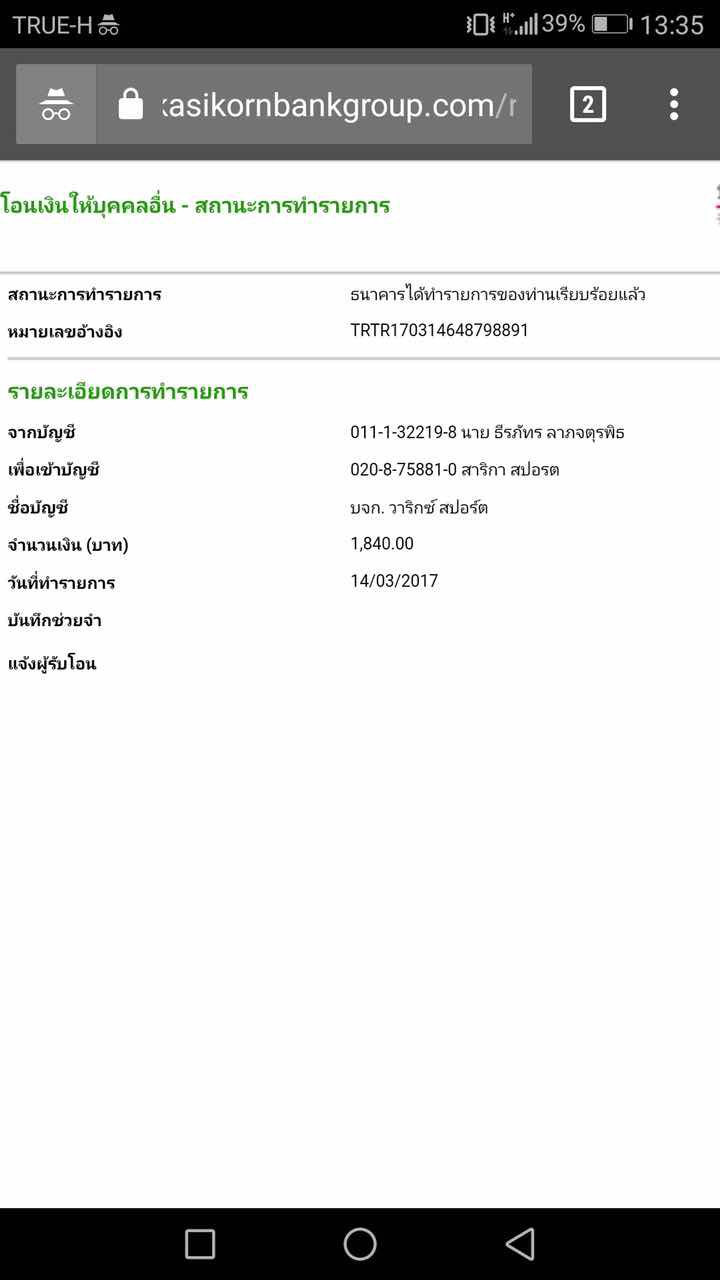 TRUE-H 39% 13:35
kasikornbankgroup.com/r 2
โอนเงินให้บุคคลอื่น - สถานะการทำรายการ
สถานะการทำรายการ ธนาคารได้ทำรายการของท่านเรียบร้อยแล้ว
หมายเลขอ้างอิง TRTR170314648798891
รายละเอียดการทำรายการ
จากบัญชี 011-1-32219-8 นาย ธีรภัทร ลาภจตุรพิธ
เพื่อเข้าบัญชี 020-8-75881-0 สาริกา สปอรต
ชื่อบัญชี บจก. วาริกซ์ สปอร์ต
จำนวนเงิน (บาท) 1,840.00
วันที่ทำรายการ 14/03/2017
บันทึกช่วยจำ
แจ้งผู้รับโอน